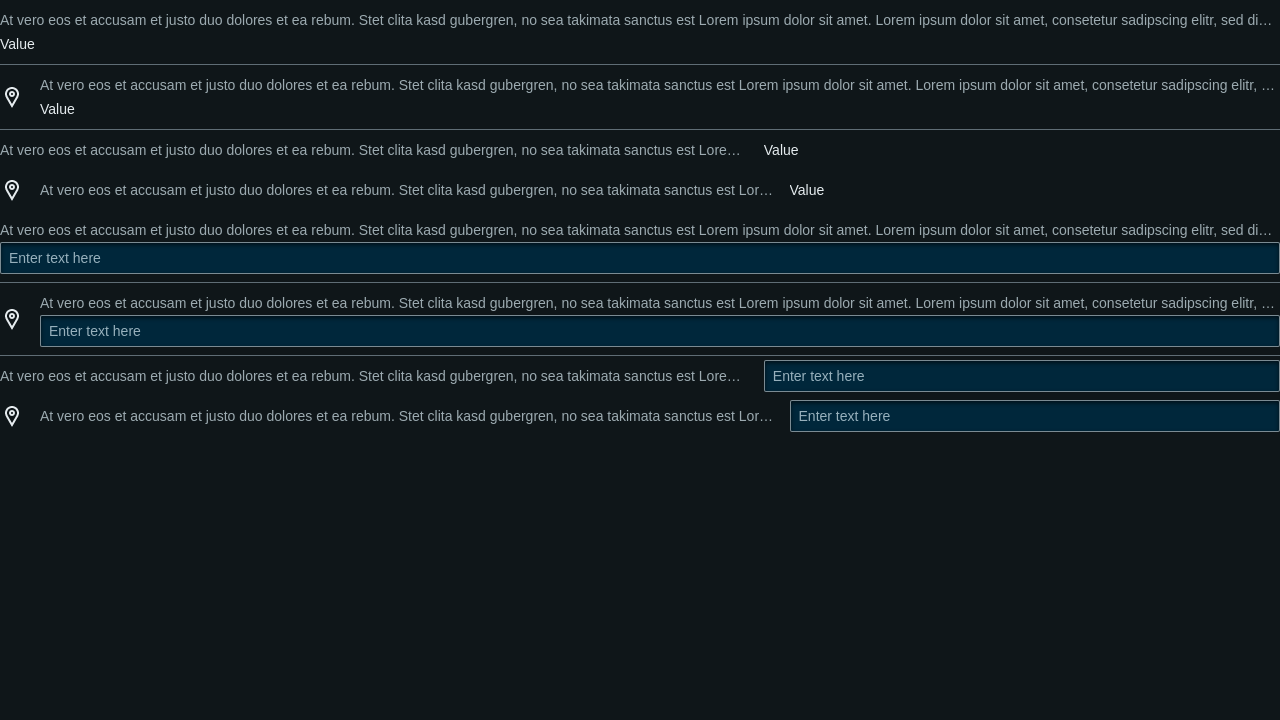 At vero eos et accusam et justo duo dolores et ea rebum. Stet clita kasd gubergren, no sea takimata sanctus est Lorem ipsum dolor sit amet. Lorem ipsum dolor sit amet, consetetur sadipscing elitr, sed di…
Value
At vero eos et accusam et justo duo dolores et ea rebum. Stet clita kasd gubergren, no sea takimata sanctus est Lorem ipsum dolor sit amet. Lorem ipsum dolor sit amet, consetetur sadipscing elitr, …
Value
At vero eos et accusam et justo duo dolores et ea rebum. Stet clita kasd gubergren, no sea takimata sanctus est Lore… Value
At vero eos et accusam et justo duo dolores et ea rebum. Stet clita kasd gubergren, no sea takimata sanctus est Lor… Value
At vero eos et accusam et justo duo dolores et ea rebum. Stet clita kasd gubergren, no sea takimata sanctus est Lorem ipsum dolor sit amet. Lorem ipsum dolor sit amet, consetetur sadipscing elitr, sed di…
Enter text here
At vero eos et accusam et justo duo dolores et ea rebum. Stet clita kasd gubergren, no sea takimata sanctus est Lorem ipsum dolor sit amet. Lorem ipsum dolor sit amet, consetetur sadipscing elitr, …
Enter text here
At vero eos et accusam et justo duo dolores et ea rebum. Stet clita kasd gubergren, no sea takimata sanctus est Lore… Enter text here
At vero eos et accusam et justo duo dolores et ea rebum. Stet clita kasd gubergren, no sea takimata sanctus est Lor… Enter text here